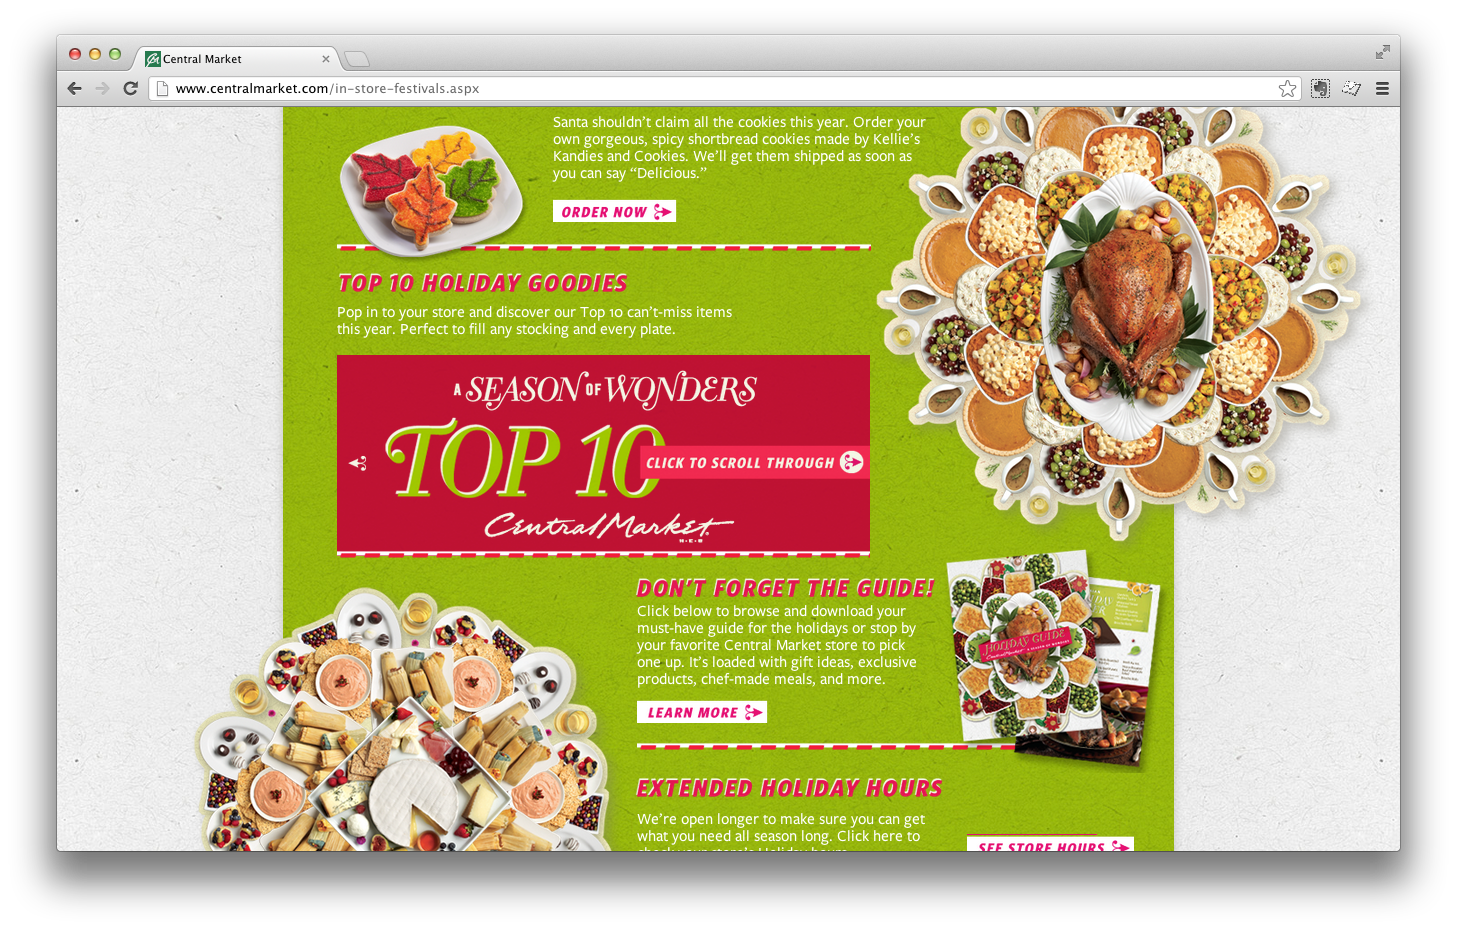 Central Market
www.centralmarket.com/in-store-festivals.aspx
Santa shouldn't claim all the cookies this year. Order your
own gorgeous, spicy shortbread cookies made by Kellie's
Kandies and Cookies. We'll get them shipped as soon as
you can say “Delicious.”
ORDER NOW
TOP 10 HOLIDAY GOODIES
Pop in to your store and discover our Top 10 can't-miss items
this year. Perfect to fill any stocking and every plate.
A SEASON OF WONDERS
TOP 10
CLICK TO SCROLL THROUGH
Central Market
H-E-B
DON'T FORGET THE GUIDE!
Click below to browse and download your
must-have guide for the holidays or stop by
your favorite Central Market store to pick
one up. It's loaded with gift ideas, exclusive
products, chef-made meals, and more.
LEARN MORE
HOLIDAY GUIDE
Central Market
EXTENDED HOLIDAY HOURS
We're open longer to make sure you can get
what you need all season long. Click here to
check your store's Holiday hours.
SEE STORE HOURS